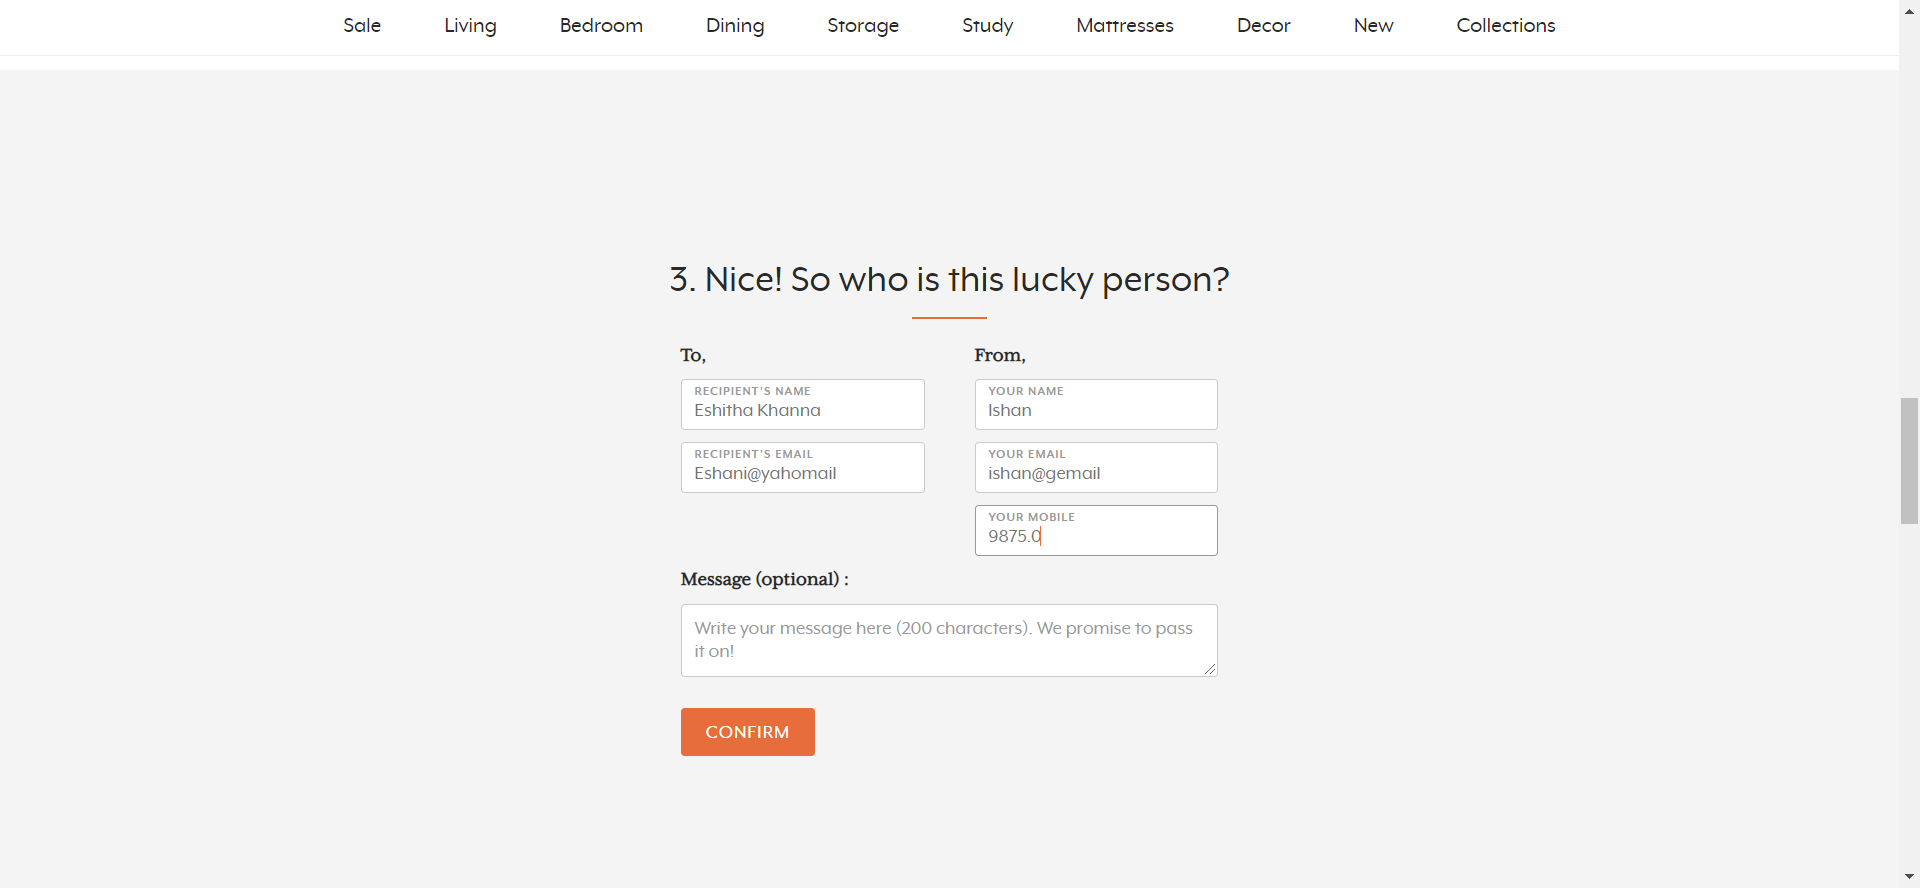 Sale Living Bedroom Dining Storage Study Mattresses Decor New Collections
3. Nice! So who is this lucky person?
To,
RECIPIENT'S NAME
Eshitha Khanna
RECIPIENT'S EMAIL
Eshani@yahomail
From,
YOUR NAME
Ishan
YOUR EMAIL
ishan@gemail
YOUR MOBILE
9875.0
Message (optional) :
Write your message here (200 characters). We promise to pass
it on!
CONFIRM